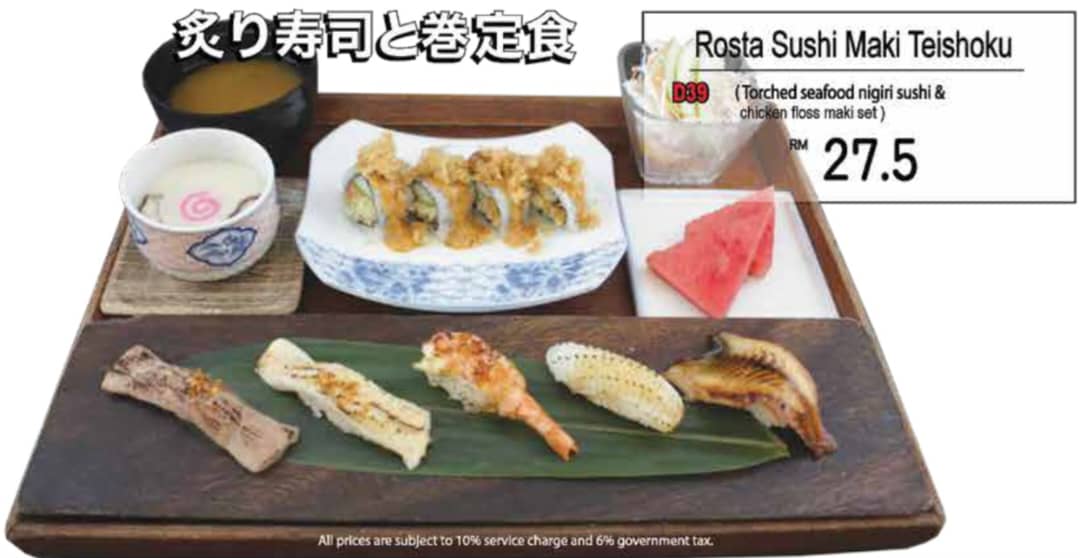 炙り寿司と巻定食
Rosta Sushi Maki Teishoku
D39
(Torched seafood nigiri sushi &
chicken floss maki set)
RM 27.5
All prices are subject to 10% service charge and 6% government tax.